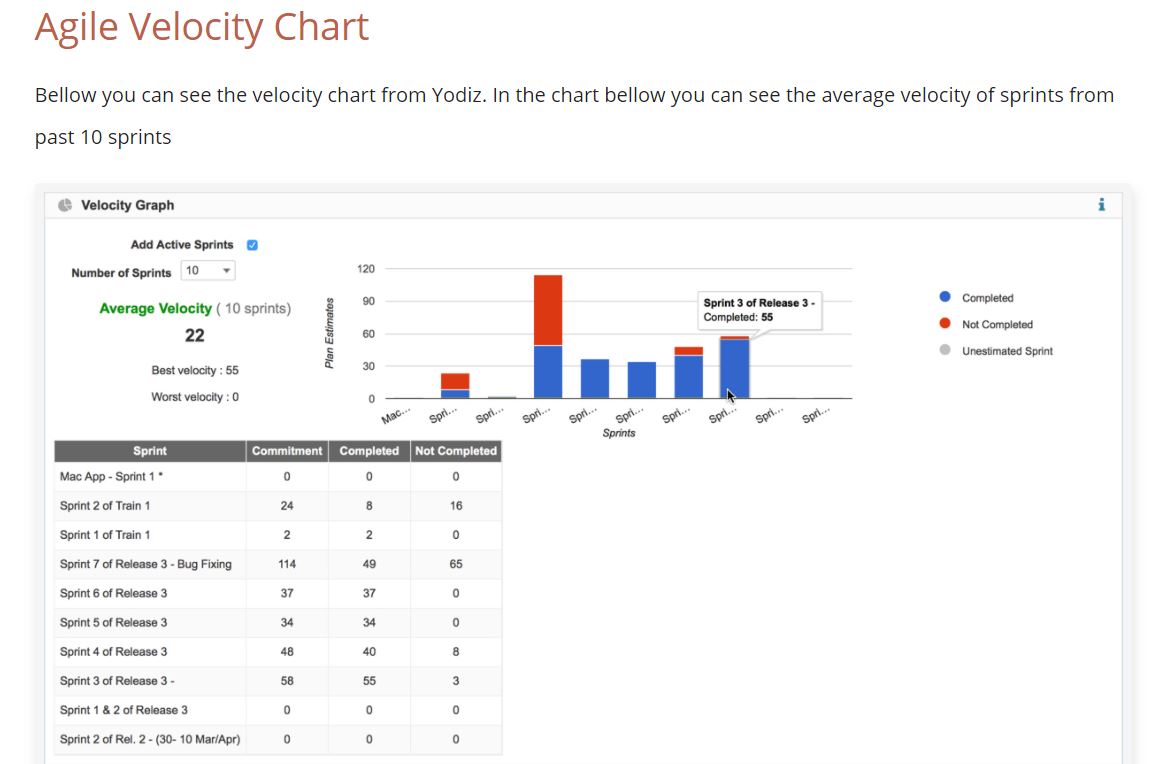 Agile Velocity Chart
Bellow you can see the velocity chart from Yodiz. In the chart bellow you can see the average velocity of sprints from
past 10 sprints
Velocity Graph
Add Active Sprints
Number of Sprints 10
Average Velocity ( 10 sprints)
22
Best velocity : 55
Worst velocity : 0
Plan Estimates
120
90
60
30
0
Sprint 3 of Release 3 -
Completed: 55
Mac... Spri... Spri... Spri... Spri... Spri... Spri... Spri... Spri... Spri...
Sprints
Completed
Not Completed
Unestimated Sprint
Sprint Commitment Completed Not Completed
Mac App - Sprint 1 * 0 0 0
Sprint 2 of Train 1 24 8 16
Sprint 1 of Train 1 2 2 0
Sprint 7 of Release 3 - Bug Fixing 114 49 65
Sprint 6 of Release 3 37 37 0
Sprint 5 of Release 3 34 34 0
Sprint 4 of Release 3 48 40 8
Sprint 3 of Release 3 - 58 55 3
Sprint 1 & 2 of Release 3 0 0 0
Sprint 2 of Rel. 2 - (30- 10 Mar/Apr) 0 0 0